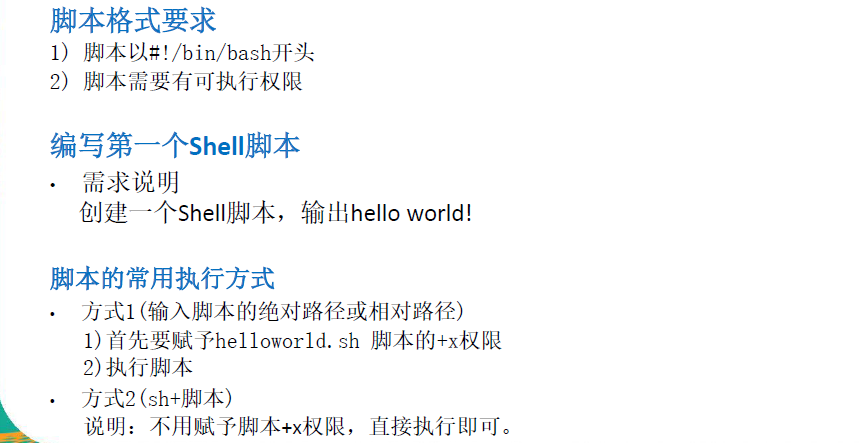 脚本格式要求
1) 脚本以#!/bin/bash开头
2) 脚本需要有可执行权限
编写第一个Shell脚本
• 需求说明
创建一个Shell脚本，输出hello world!
脚本的常用执行方式
• 方式1(输入脚本的绝对路径或相对路径)
1)首先要赋予helloworld.sh 脚本的+x权限
2)执行脚本
• 方式2(sh+脚本)
说明：不用赋予脚本+x权限，直接执行即可。